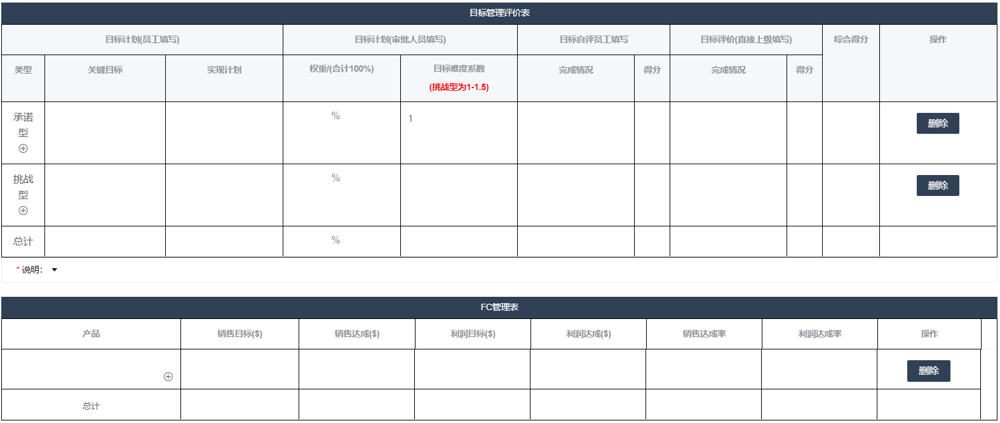 目标管理评价表
目标计划(员工填写) 目标计划(审批人员填写) 目标自评员工填写 目标评价(直接上级填写) 综合得分 操作
类型 关键目标 实现计划 权重/(合计100%) 目标难度系数 完成情况 得分 完成情况 得分
(挑战型为1-1.5)
承诺 % 1 删除
型
挑战 % 删除
型
总计 %
* 说明：
FC管理表
产品 销售目标($) 销售达成($) 利润目标($) 利润达成($) 销售达成率 利润达成率 操作
删除
总计